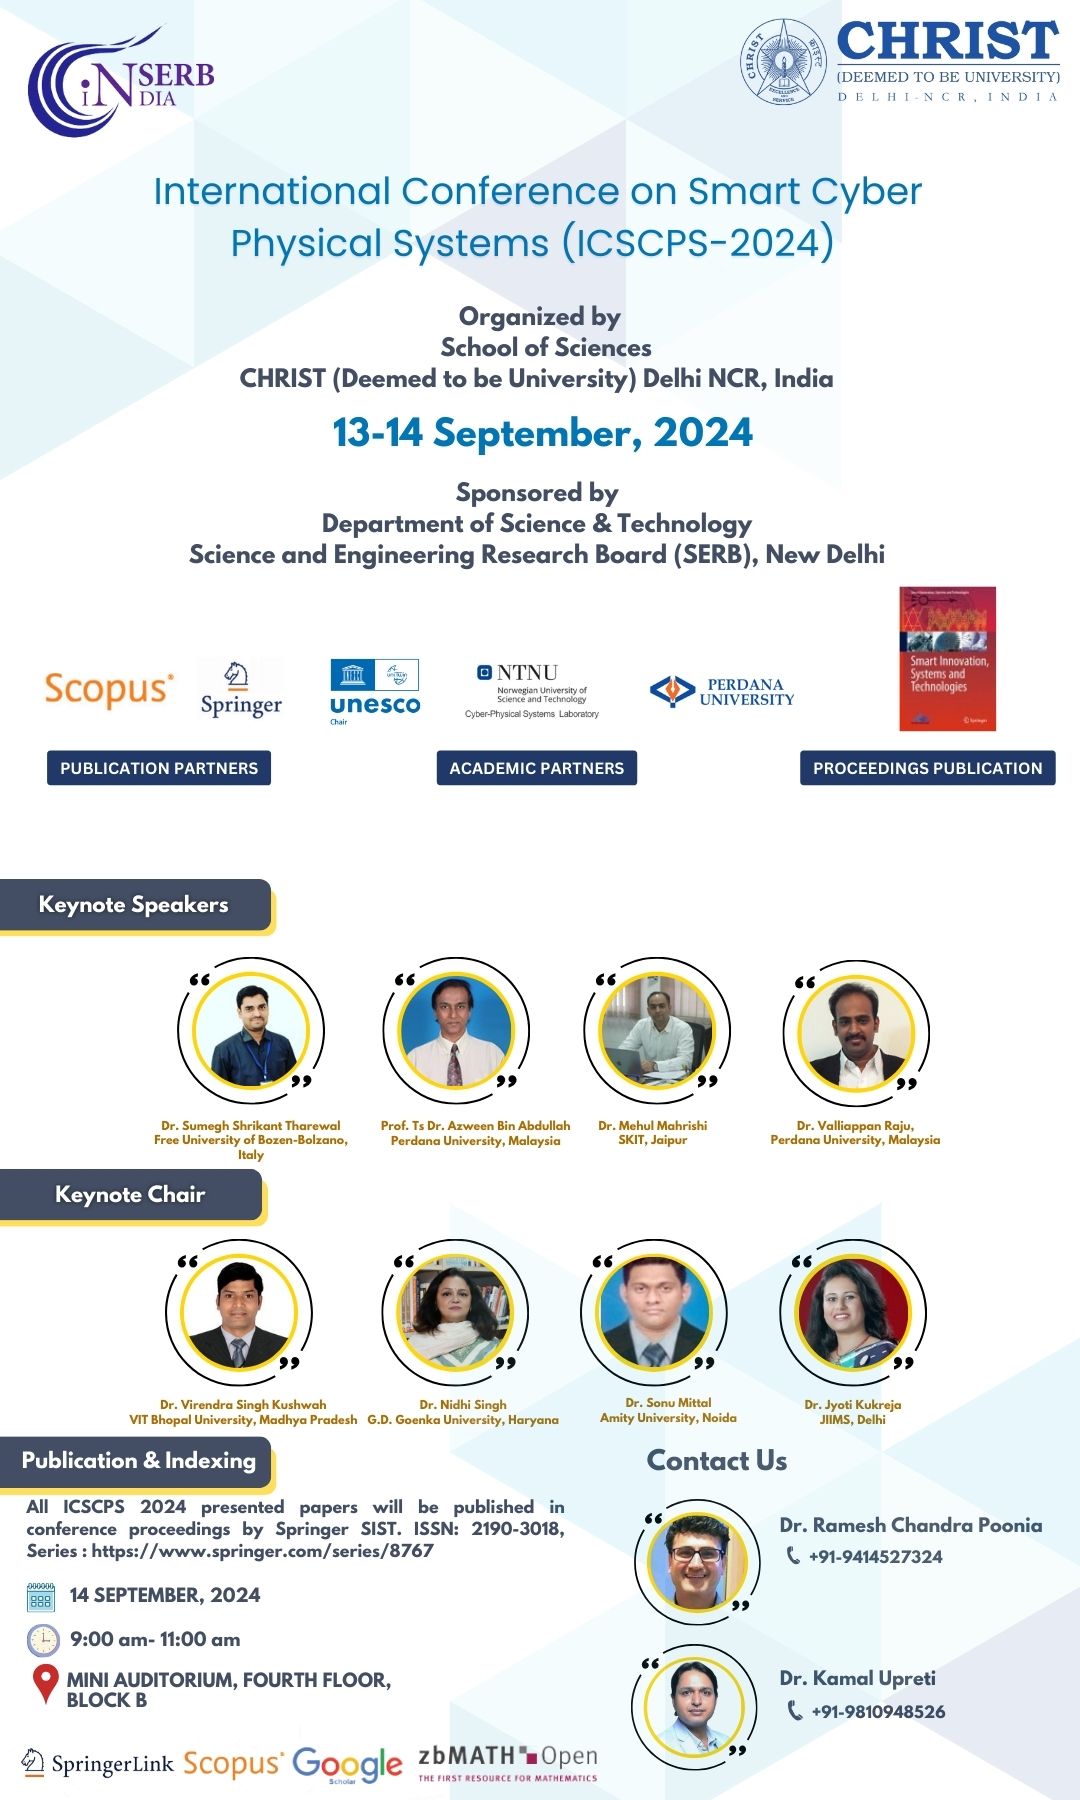 iNSERB
NDIA
CHRIST
(DEEMED TO BE UNIVERSITY)
DELHI-NCR, INDIA
CHRIST
EXCELLENCE
AND
SERVICE
International Conference on Smart Cyber
Physical Systems (ICSCPS-2024)
Organized by
School of Sciences
CHRIST (Deemed to be University) Delhi NCR, India
13-14 September, 2024
Sponsored by
Department of Science & Technology
Science and Engineering Research Board (SERB), New Delhi
Scopus®
Springer
unesco
Chair
NTNU
Norwegian University of
Science and Technology
Cyber-Physical Systems Laboratory
PERDANA
UNIVERSITY
Smart Innovation,
Systems and
Technologies
Springer
PUBLICATION PARTNERS
ACADEMIC PARTNERS
PROCEEDINGS PUBLICATION
Keynote Speakers
Dr. Sumegh Shrikant Tharewal
Free University of Bozen-Bolzano,
Italy
Prof. Ts Dr. Azween Bin Abdullah
Perdana University, Malaysia
Dr. Mehul Mahrishi
SKIT, Jaipur
Dr. Valliappan Raju,
Perdana University, Malaysia
Keynote Chair
Dr. Virendra Singh Kushwah
VIT Bhopal University, Madhya Pradesh
Dr. Nidhi Singh
G.D. Goenka University, Haryana
Dr. Sonu Mittal
Amity University, Noida
Dr. Jyoti Kukreja
JIIMS, Delhi
Publication & Indexing
All ICSCPS 2024 presented papers will be published in
conference proceedings by Springer SIST. ISSN: 2190-3018,
Series : https://www.springer.com/series/8767
14 SEPTEMBER, 2024
9:00 am- 11:00 am
MINI AUDITORIUM, FOURTH FLOOR,
BLOCK B
Contact Us
Dr. Ramesh Chandra Poonia
+91-9414527324
Dr. Kamal Upreti
+91-9810948526
SpringerLink
Scopus®
Google
Scholar
zbMATH Open
THE FIRST RESOURCE FOR MATHEMATICS